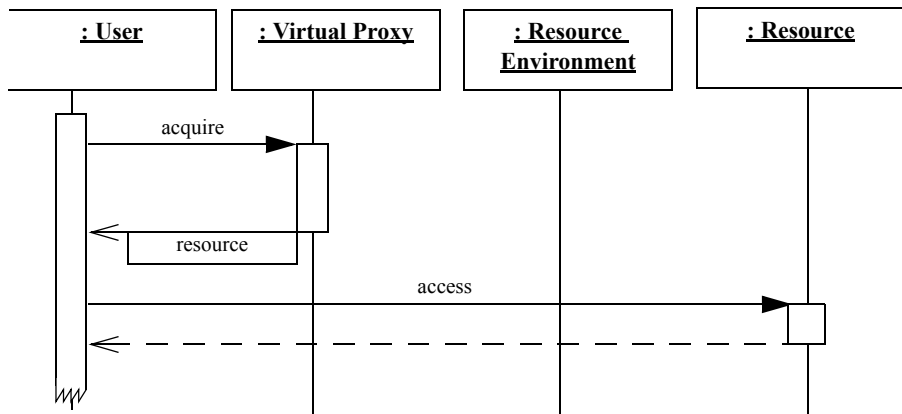 : User
: Virtual Proxy
: Resource
Environment
: Resource
acquire
resource
access